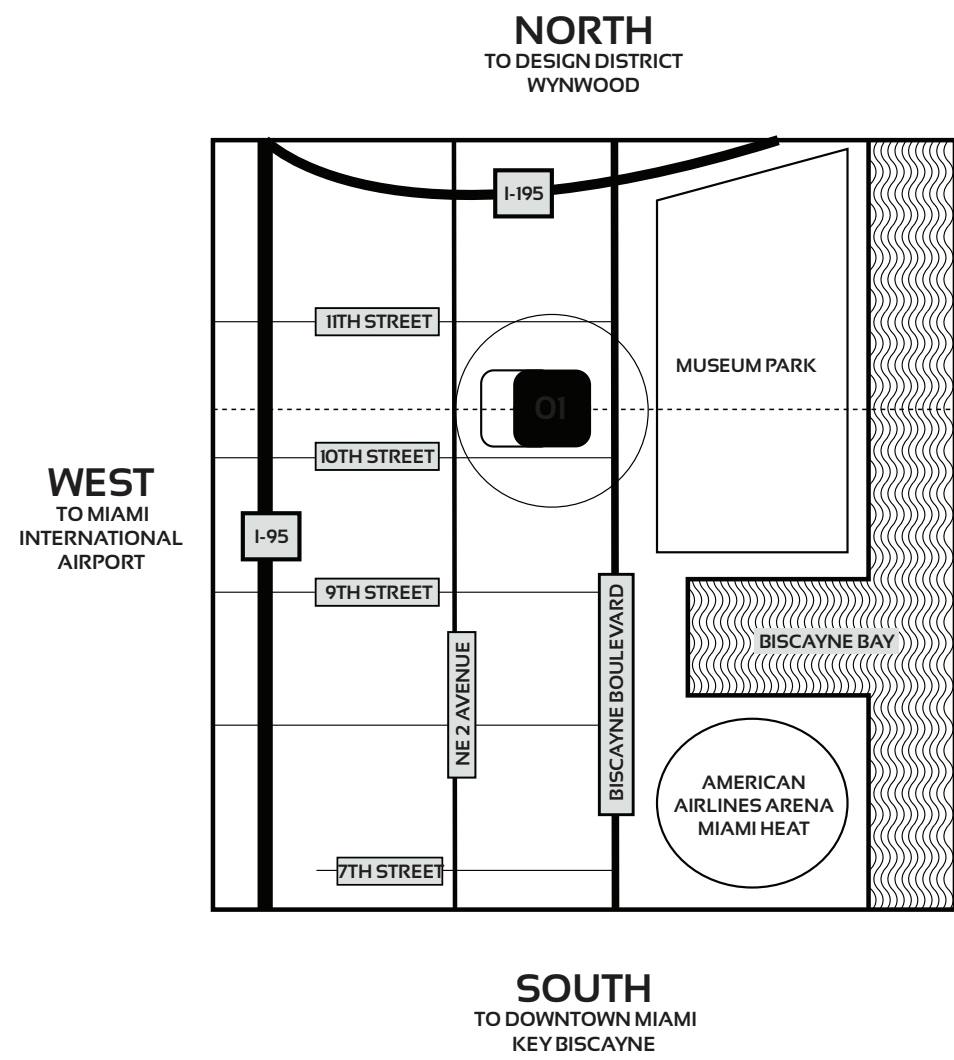 NORTH
TO DESIGN DISTRICT
WYNWOOD
I-195
11TH STREET
MUSEUM PARK
01
10TH STREET
WEST
TO MIAMI
INTERNATIONAL
AIRPORT
I-95
9TH STREET
BISCAYNE BOULEVARD
BISCAYNE BAY
NE 2 AVENUE
AMERICAN
AIRLINES ARENA
MIAMI HEAT
7TH STREET
SOUTH
TO DOWNTOWN MIAMI
KEY BISCAYNE